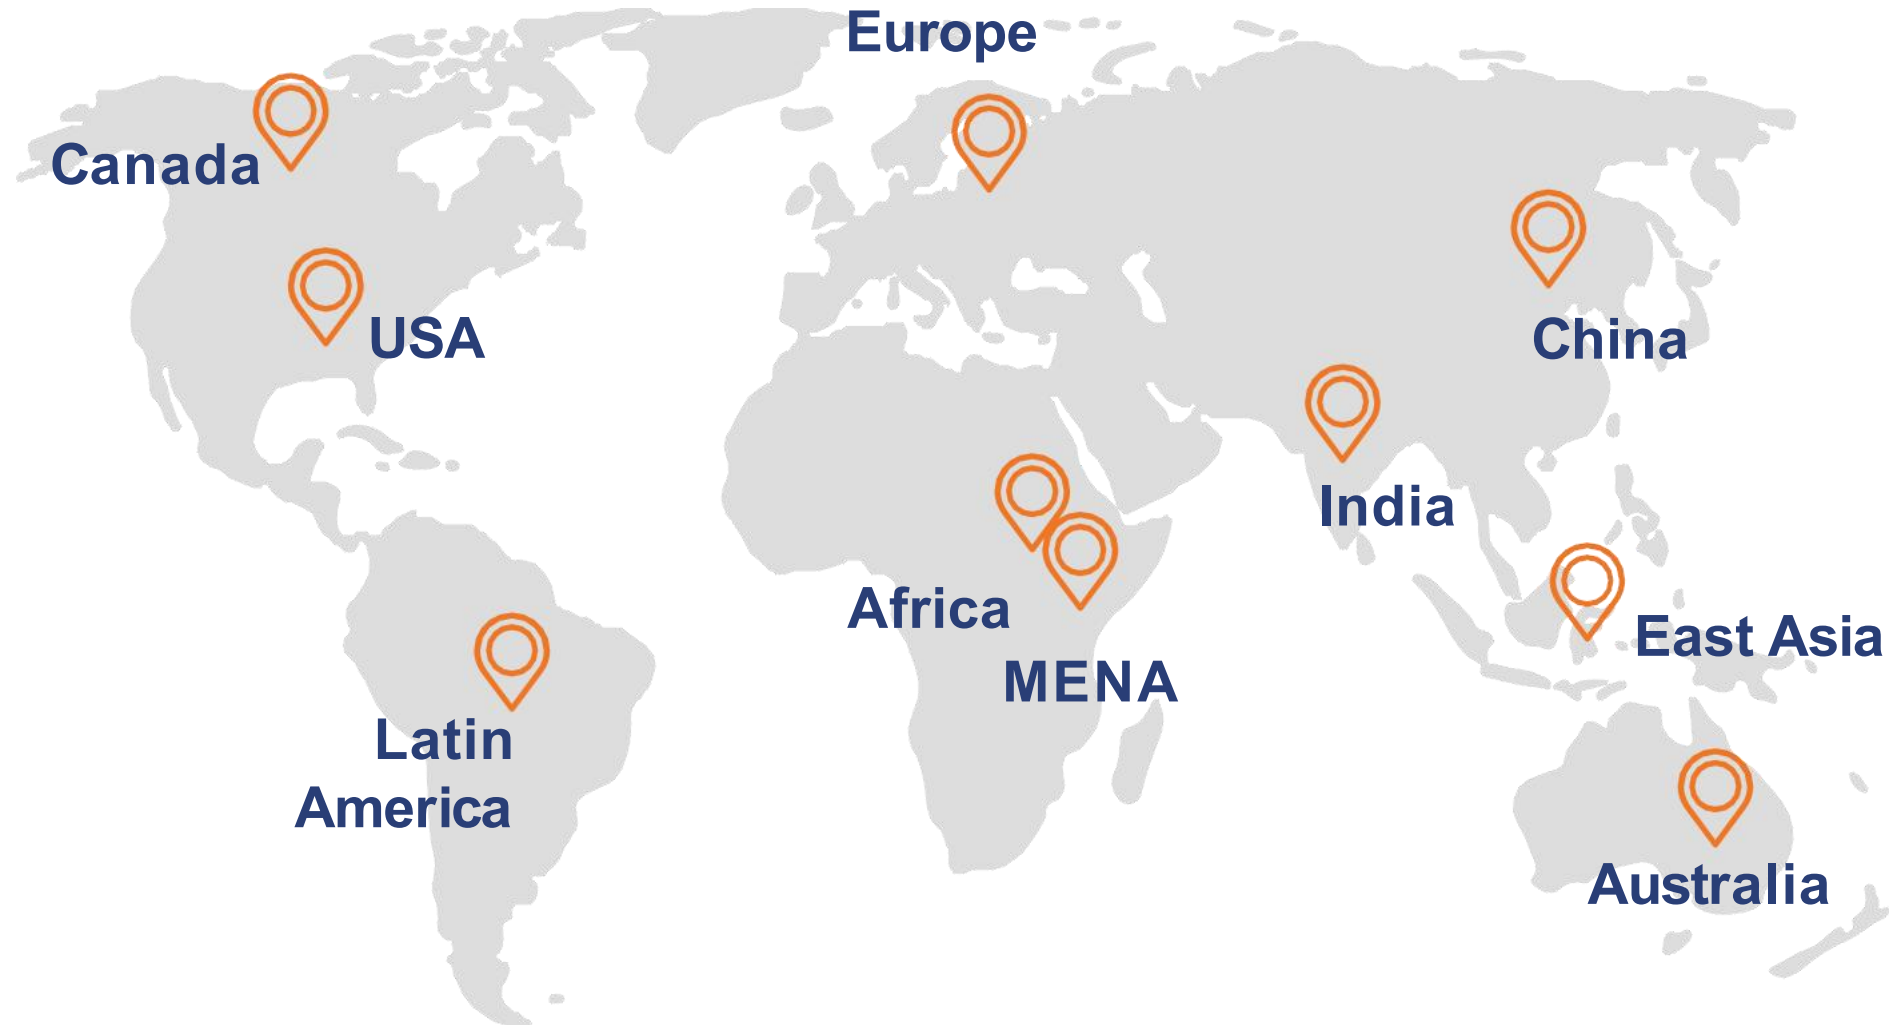 Europe
Canada
USA
China
India
Africa
East Asia
MENA
Latin
America
Australia